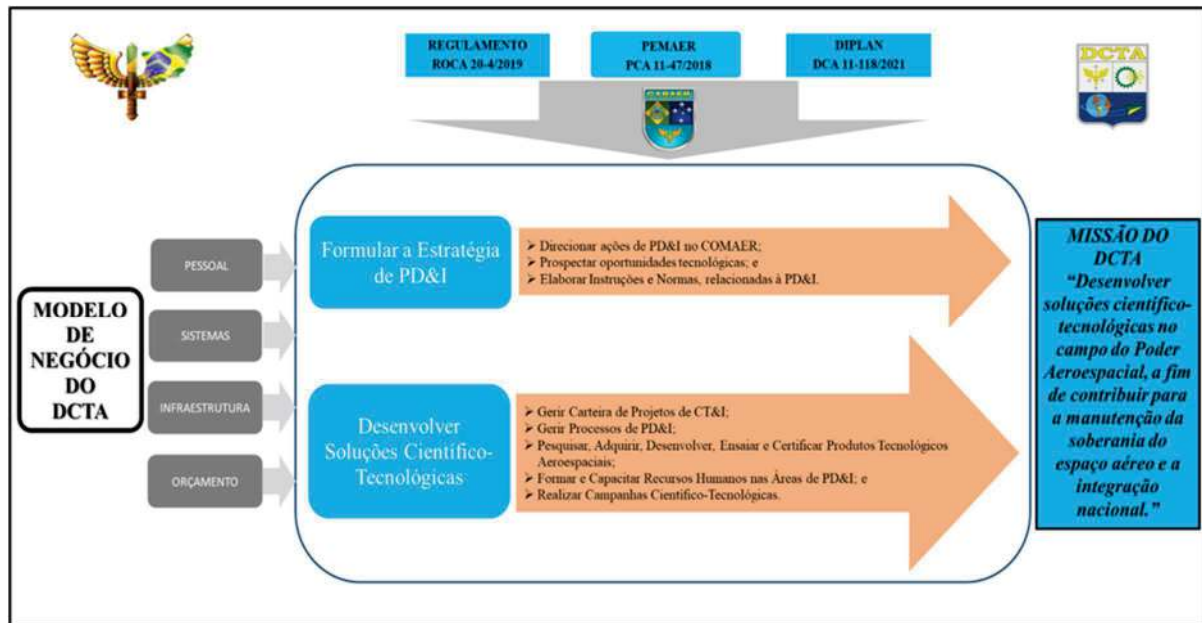 REGULAMENTO
ROCA 20-4/2019
PEMAER
PCA 11-47/2018
DIPLAN
DCA 11-118/2021
DCTA
MODELO
DE
NEGÓCIO
DO
DCTA
PESSOAL
SISTEMAS
INFRAESTRUTURA
ORÇAMENTO
Formular a Estratégia
de PD&I
➢ Direcionar ações de PD&I no COMAER;
➢ Prospectar oportunidades tecnológicas; e
➢ Elaborar Instruções e Normas, relacionadas à PD&I.
Desenvolver
Soluções Científico-
Tecnológicas
➢ Gerir Carteira de Projetos de CT&I;
➢ Gerir Processos de PD&I;
➢ Pesquisar, Adquirir, Desenvolver, Ensaiar e Certificar Produtos Tecnológicos
Aeroespaciais;
➢ Formar e Capacitar Recursos Humanos nas Áreas de PD&I; e
➢ Realizar Campanhas Científico-Tecnológicas.
MISSÃO DO
DCTA
“Desenvolver
soluções científico-
tecnológicas no
campo do Poder
Aeroespacial, a fim
de contribuir para
a manutenção da
soberania do
espaço aéreo e a
integração
nacional.”